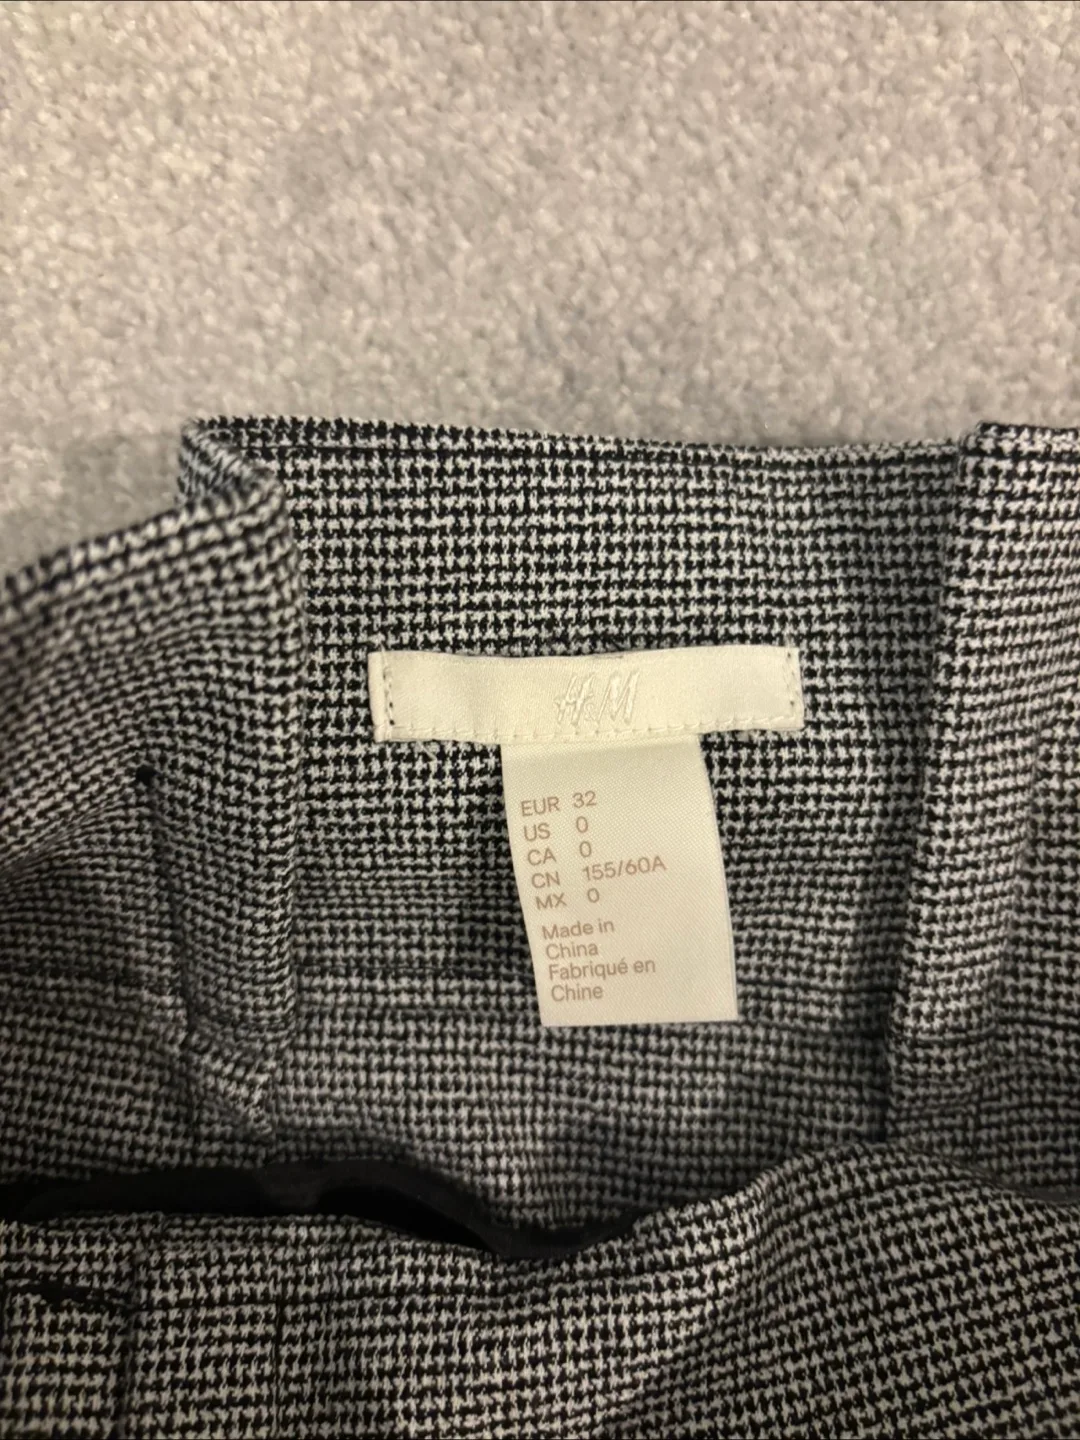 H&M
EUR 32
US 0
CA 0
CN 155/60A
MX 0
Made in
China
Fabriqué en
Chine